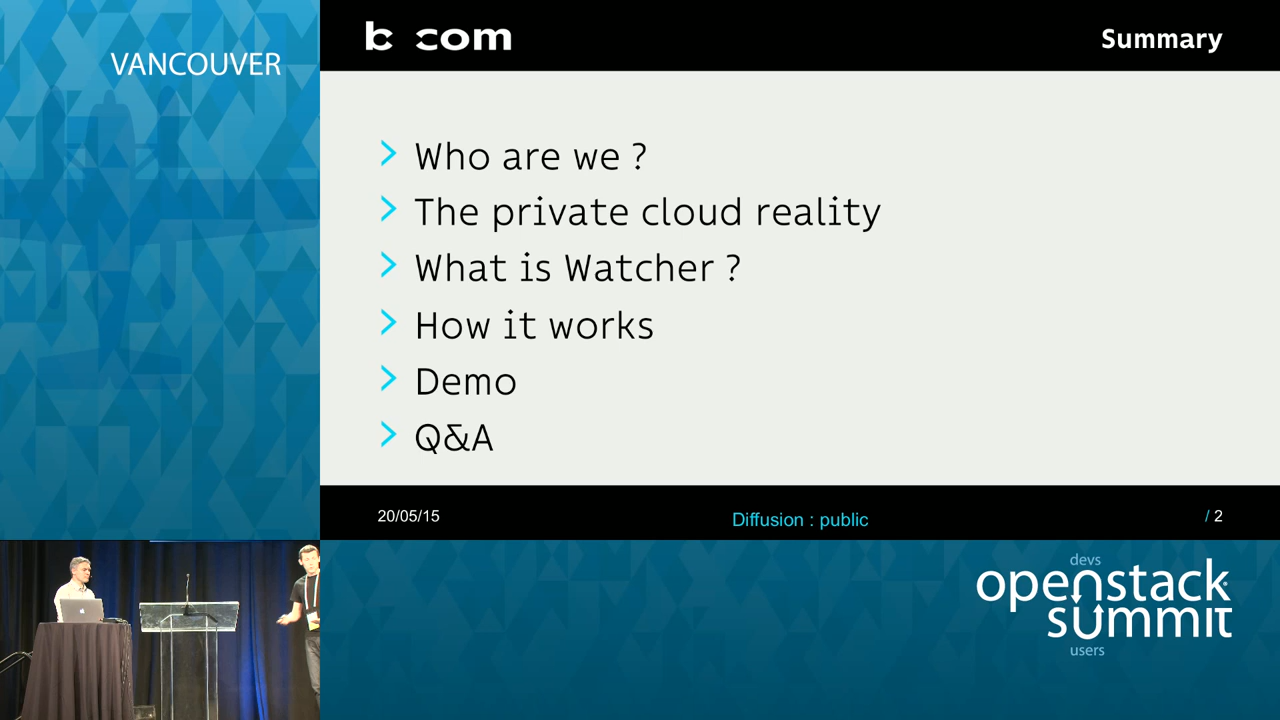 VANCOUVER
b com
Summary
> Who are we ?
> The private cloud reality
> What is Watcher ?
> How it works
> Demo
> Q&A
20/05/15
Diffusion : public
/ 2
devs
openstack
summit
users